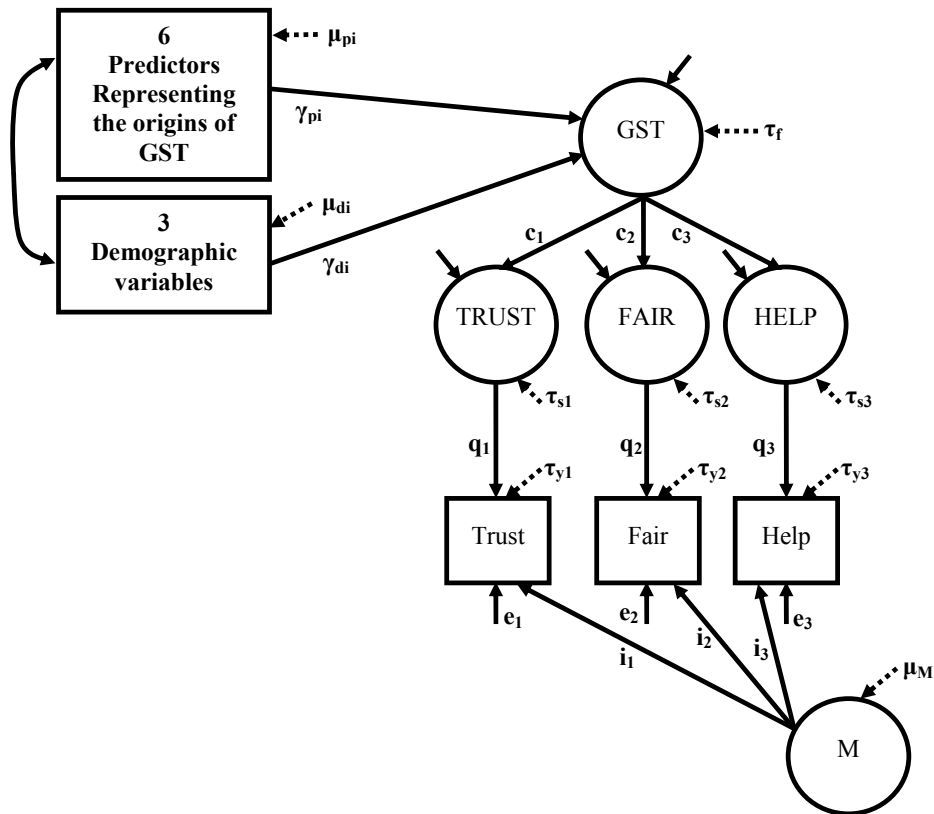 6
Predictors
Representing
the origins of
GST
μpi
γpi
GST
τf
3
Demographic
variables
μdi
γdi
c1
c2
c3
TRUST
FAIR
HELP
τs1
τs2
τs3
q1
q2
q3
τy1
τy2
τy3
Trust
Fair
Help
e1
e2
e3
i1
i2
i3
μM
M